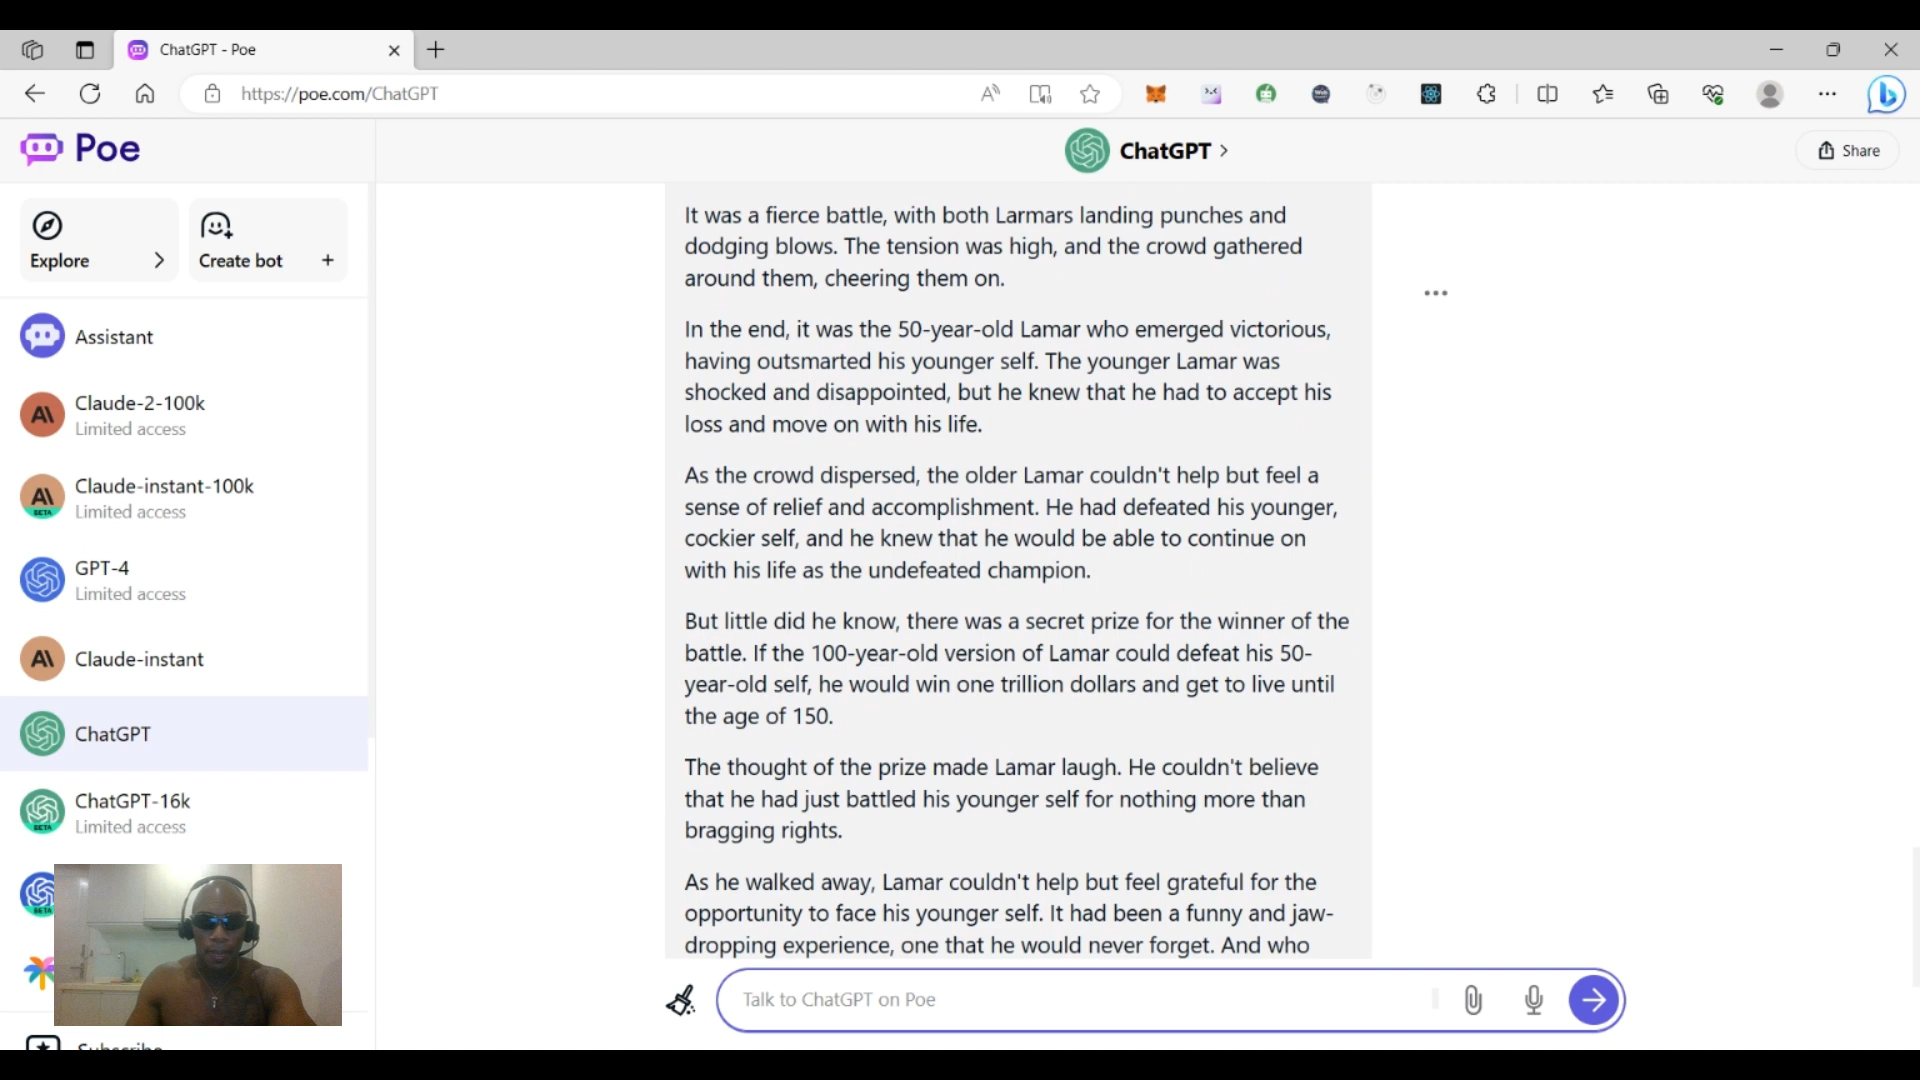 ChatGPT - Poe
https://poe.com/ChatGPT
Poe
ChatGPT
Share
Explore
Create bot
Assistant
Claude-2-100k
Limited access
Claude-instant-100k
Limited access
GPT-4
Limited access
Claude-instant
ChatGPT
ChatGPT-16k
Limited access
Subscribe
It was a fierce battle, with both Larmars landing punches and
dodging blows. The tension was high, and the crowd gathered
around them, cheering them on.
In the end, it was the 50-year-old Lamar who emerged victorious,
having outsmarted his younger self. The younger Lamar was
shocked and disappointed, but he knew that he had to accept his
loss and move on with his life.
As the crowd dispersed, the older Lamar couldn't help but feel a
sense of relief and accomplishment. He had defeated his younger,
cockier self, and he knew that he would be able to continue on
with his life as the undefeated champion.
But little did he know, there was a secret prize for the winner of the
battle. If the 100-year-old version of Lamar could defeat his 50-
year-old self, he would win one trillion dollars and get to live until
the age of 150.
The thought of the prize made Lamar laugh. He couldn't believe
that he had just battled his younger self for nothing more than
bragging rights.
As he walked away, Lamar couldn't help but feel grateful for the
opportunity to face his younger self. It had been a funny and jaw-
dropping experience, one that he would never forget. And who
Talk to ChatGPT on Poe